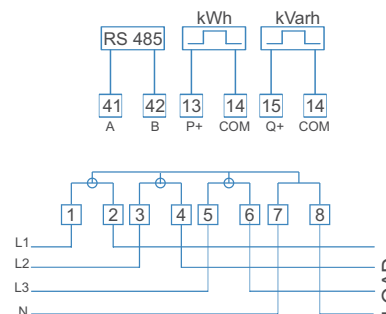 kWh kVarh
RS 485
41 42 13 14 15 14
A B P+ COM Q+ COM
1 2 3 4 5 6 7 8
L1
L2
L3
N
LOAD